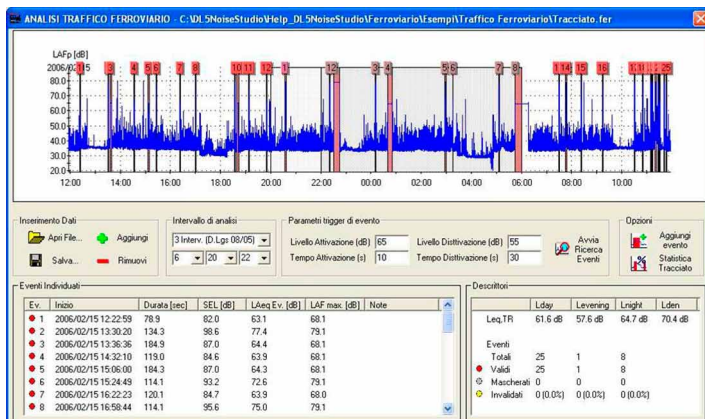 ANALISI TRAFFICO FERROVIARIO - C:\DL5NoiseStudio\Help_DL5NoiseStudio\Ferroviario\Esempi\Traffico Ferroviario\Tracciato.fer
LAFp [dB]
80.0
70.0
60.0
50.0
40.0
30.0
20.0
12:00 14:00 16:00 18:00 20:00 22:00 00:00 02:00 04:00 06:00 08:00 10:00
Inserimento Dati
Apri File... Aggiungi
Salva... Rimuovi
Intervallo di analisi
3 Interv. (D.Lgs 08/05)
6 20 22
Parametri trigger di evento
Livello Attivazione (dB) 65 Livello Disttivazione (dB) 55
Tempo Attivazione (s) 10 Tempo Disttivazione (s) 30
Avvia Ricerca Eventi
Opzioni
Aggiungi evento
Statistica Tracciato
Eventi Individuati
Ev. Inizio Durata [sec] SEL [dB] LAeq Ev. [dB] LAF max. [dB] Note
1 2006/02/15 12:22:59 78.9 82.0 63.1 68.1
2 2006/02/15 13:30:20 134.3 98.6 77.4 79.1
3 2006/02/15 13:36:36 184.9 87.0 64.4 68.1
4 2006/02/15 14:32:10 119.0 84.6 63.9 68.1
5 2006/02/15 15:06:00 184.3 87.0 64.3 68.1
6 2006/02/15 15:24:49 114.1 93.2 72.6 79.1
7 2006/02/15 16:22:23 120.1 84.7 63.9 68.0
8 2006/02/15 16:58:44 114.1 95.6 75.0 79.1
Descrittori
Lday Levening Lnight Lden
Leq,TR 61.6 dB 57.6 dB 64.7 dB 70.4 dB
Eventi
Totali 25 1 8
Validi 25 1 8
Mascherati 0 0 0
Invalidati 0 (0.0%) 0 (0.0%) 0 (0.0%)